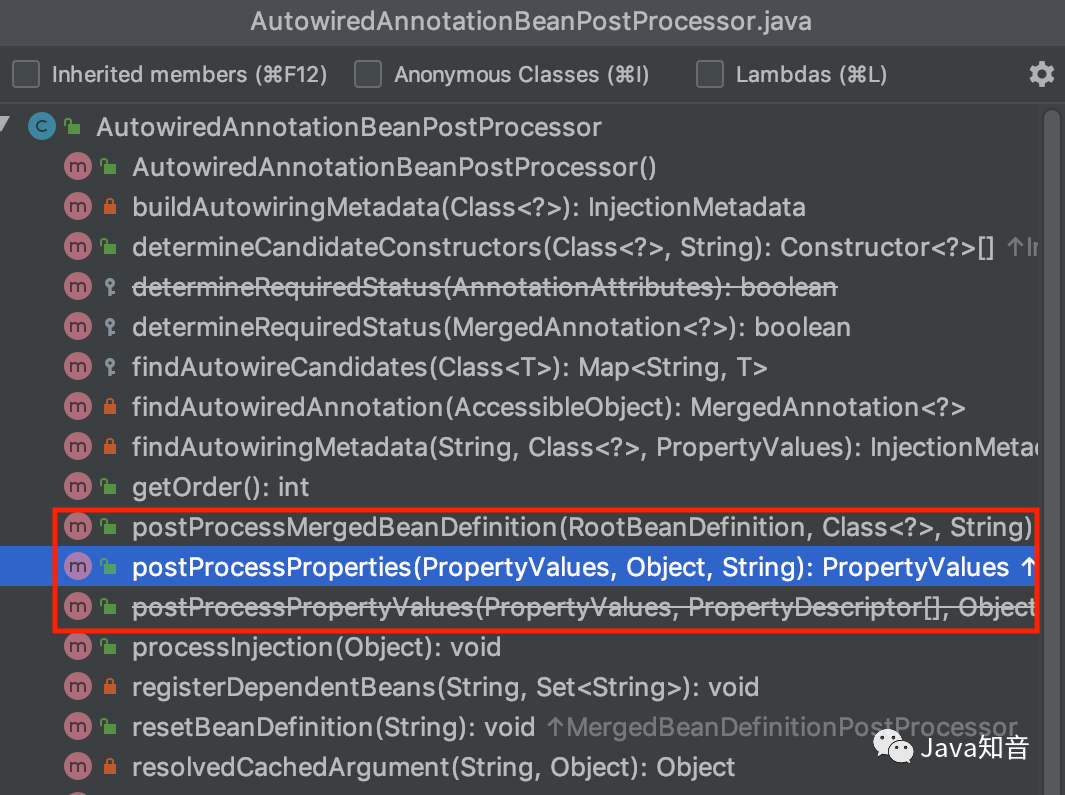 AutowiredAnnotationBeanPostProcessor.java
Inherited members (⌘F12) Anonymous Classes (⌘I) Lambdas (⌘L)
C AutowiredAnnotationBeanPostProcessor
m AutowiredAnnotationBeanPostProcessor()
m buildAutowiringMetadata(Class<?>): InjectionMetadata
m determineCandidateConstructors(Class<?>, String): Constructor<?>[] ↑In
m determineRequiredStatus(AnnotationAttributes): boolean
m determineRequiredStatus(MergedAnnotation<?>): boolean
m findAutowireCandidates(Class<T>): Map<String, T>
m findAutowiredAnnotation(AccessibleObject): MergedAnnotation<?>
m findAutowiringMetadata(String, Class<?>, PropertyValues): InjectionMetad
m getOrder(): int
m postProcessMergedBeanDefinition(RootBeanDefinition, Class<?>, String)
m postProcessProperties(PropertyValues, Object, String): PropertyValues ↑
m postProcessPropertyValues(PropertyValues, PropertyDescriptor[], Object
m processInjection(Object): void
m registerDependentBeans(String, Set<String>): void
m resetBeanDefinition(String): void ↑MergedBeanDefinitionPostProcessor
Java知音
m resolvedCachedArgument(String, Object): Object